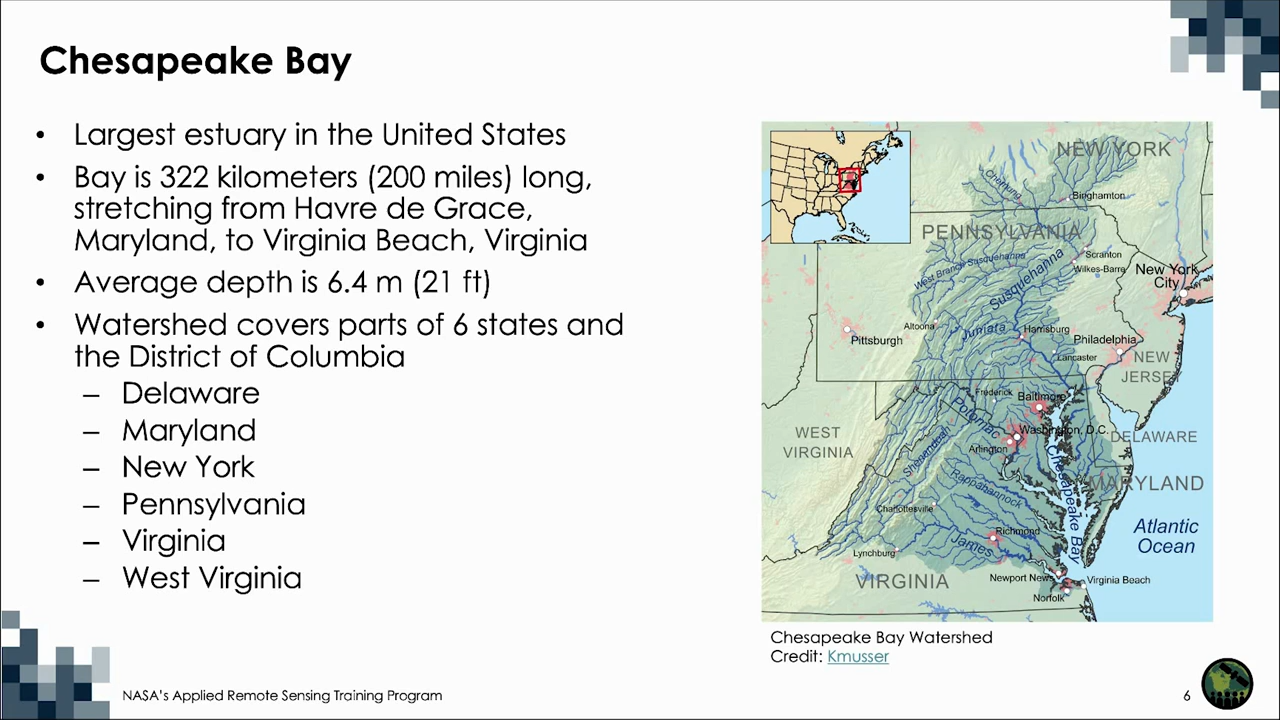 Chesapeake Bay
• Largest estuary in the United States
• Bay is 322 kilometers (200 miles) long,
stretching from Havre de Grace,
Maryland, to Virginia Beach, Virginia
• Average depth is 6.4 m (21 ft)
• Watershed covers parts of 6 states and
the District of Columbia
– Delaware
– Maryland
– New York
– Pennsylvania
– Virginia
– West Virginia
NEW YORK
Chemung
Binghamton
PENNSYLVANIA
West Branch Susquehanna
Susquehanna
Scranton
Wilkes-Barre
New York
City
Altoona
Juniata
Harrisburg
Pittsburgh
Philadelphia
Lancaster
NEW
JERSEY
Frederick
Baltimore
Potomac
WEST
VIRGINIA
Washington, D.C.
DELAWARE
Arlington
Shenandoah
Chesapeake Bay
Rappahannock
MARYLAND
Charlottesville
Richmond
Atlantic
Ocean
James
Lynchburg
VIRGINIA
Newport News
Virginia Beach
Norfolk
Chesapeake Bay Watershed
Credit: Kmusser
NASA's Applied Remote Sensing Training Program
6